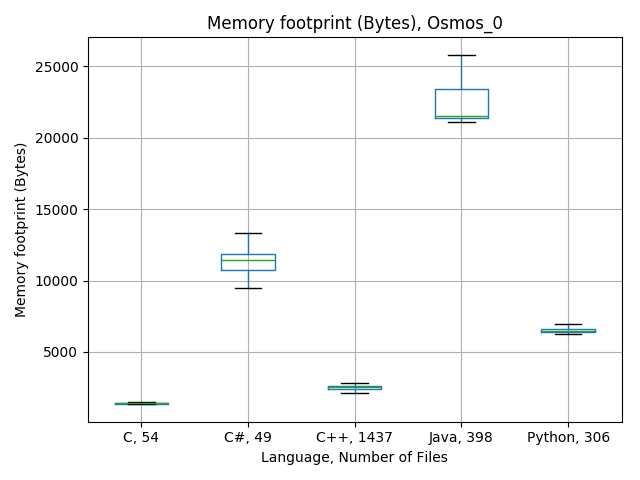 Memory footprint (Bytes), Osmos_0
Memory footprint (Bytes)
25000
20000
15000
10000
5000
C, 54
C#, 49
C++, 1437
Java, 398
Python, 306
Language, Number of Files